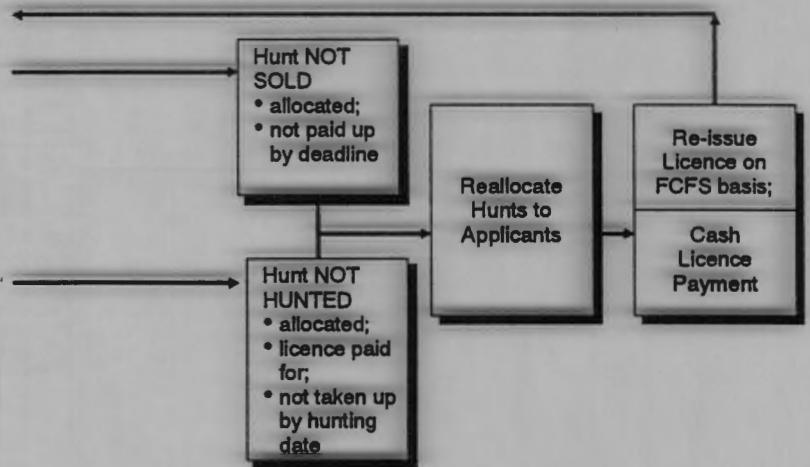 Hunt NOT
SOLD
• allocated;
• not paid up
by deadline
Hunt NOT
HUNTED
• allocated;
• licence paid
for;
• not taken up
by hunting
date
Reallocate
Hunts to
Applicants
Re-issue
Licence on
FCFS basis;
Cash
Licence
Payment